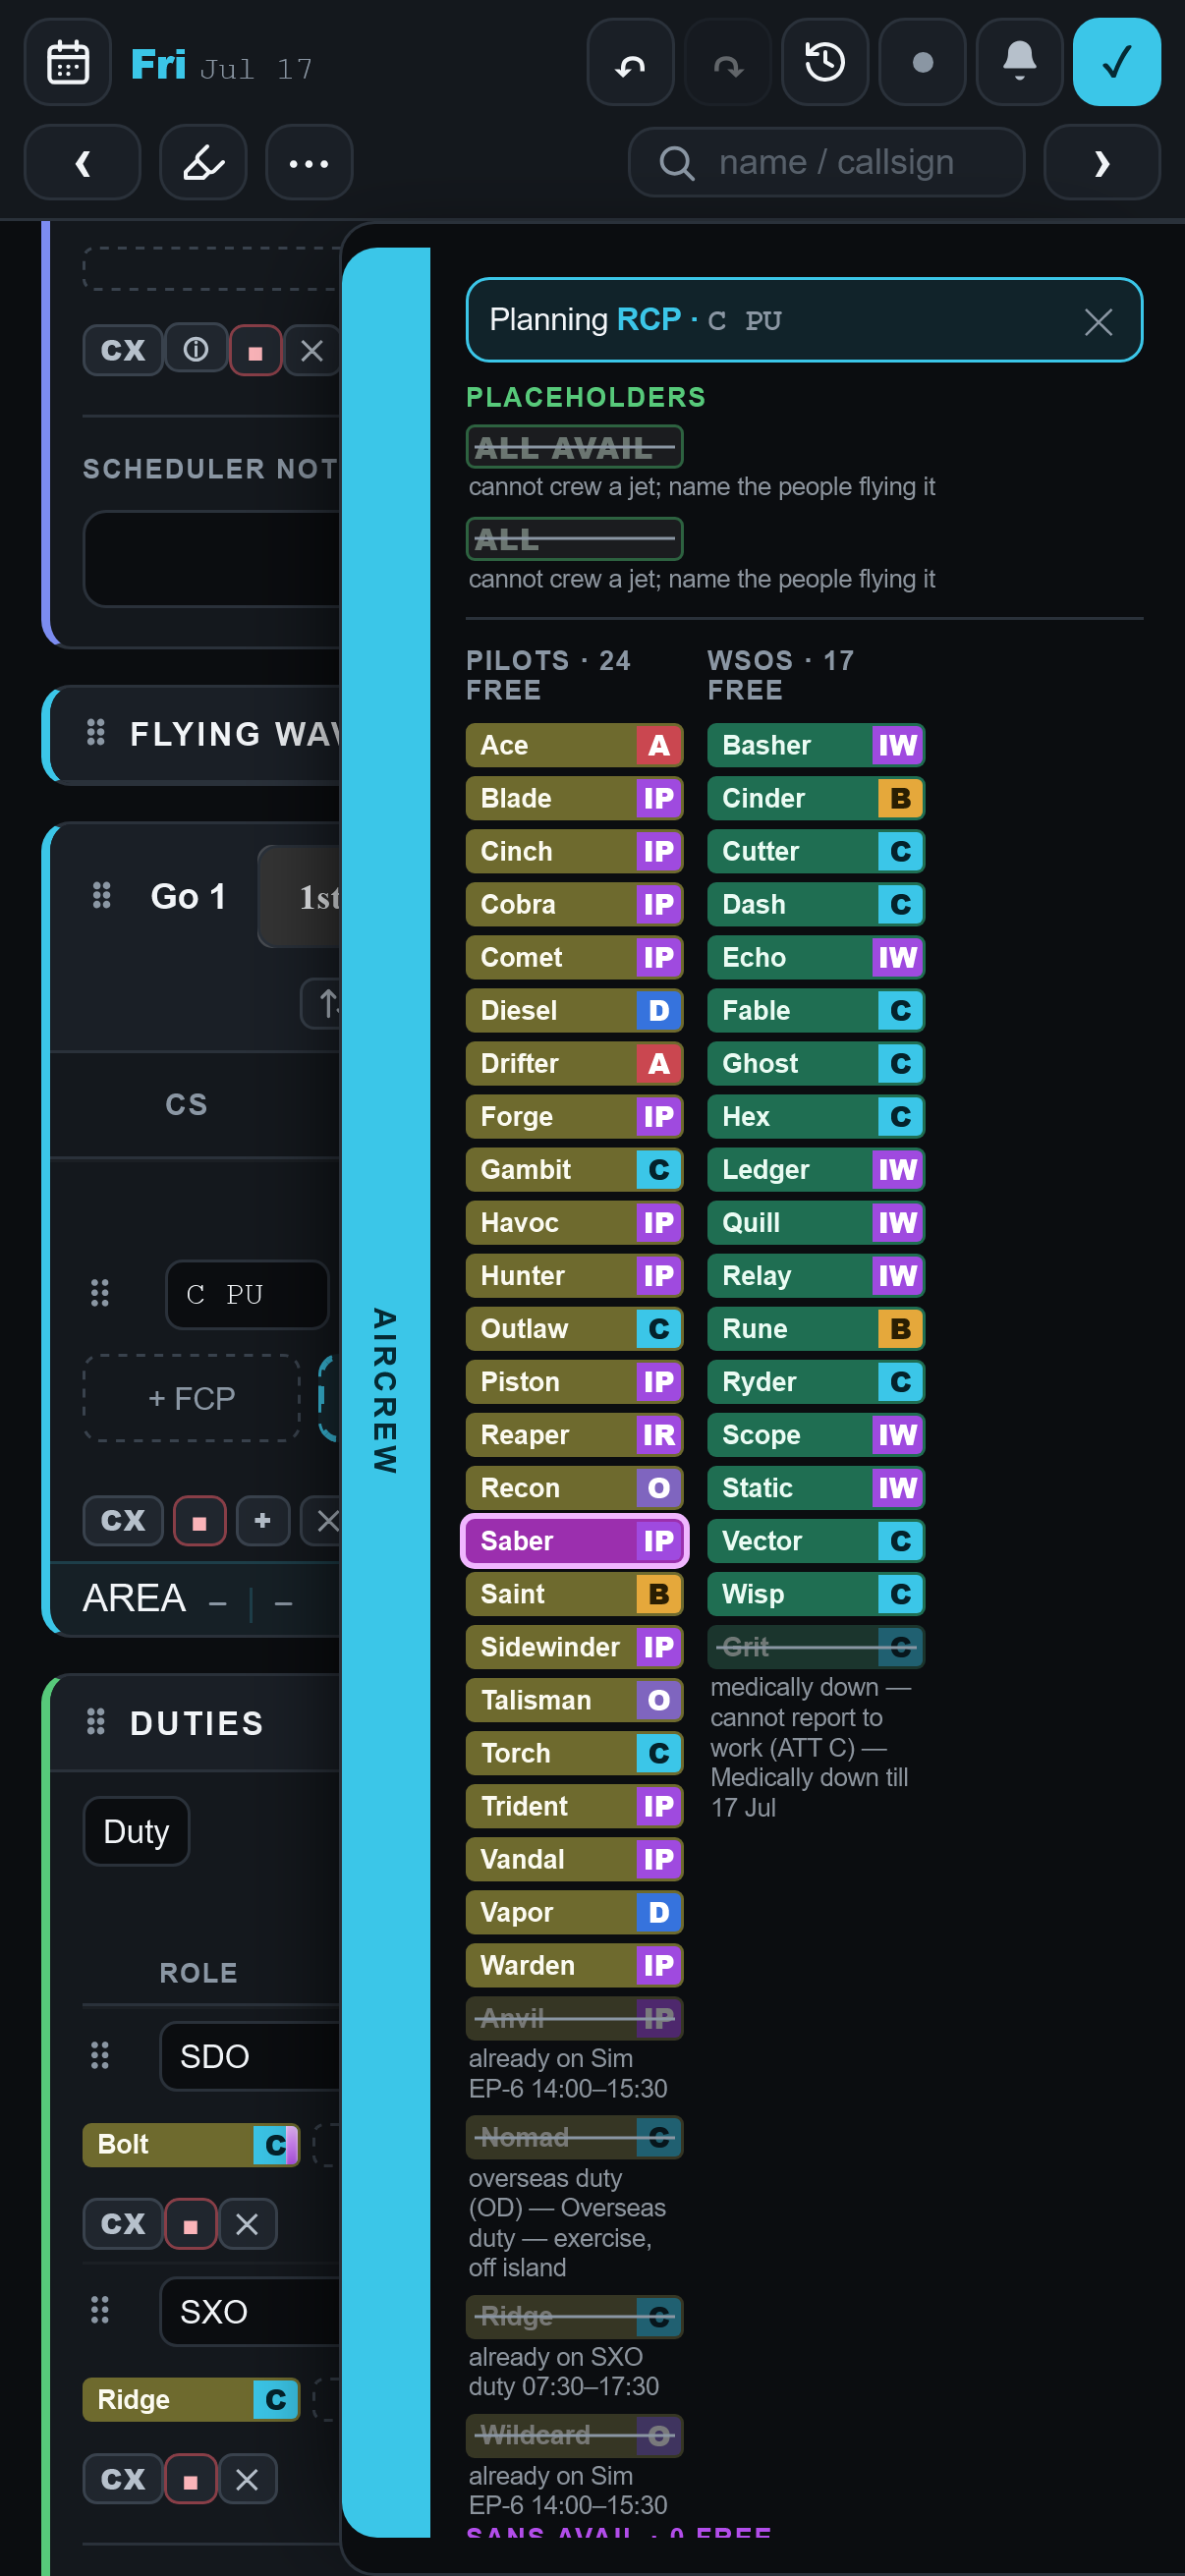 Fri Jul 17
name / callsign
CX
SCHEDULER NOT
FLYING WAV
Go 1
1st
CS
C PU
+ FCP
CX
+
AREA – | –
DUTIES
Duty
ROLE
SDO
Bolt C
CX
SXO
Ridge C
CX
AIRCREW
Planning RCP · C PU
PLACEHOLDERS
ALL AVAIL
cannot crew a jet; name the people flying it
ALL
cannot crew a jet; name the people flying it
PILOTS · 24
FREE
Ace A
Blade IP
Cinch IP
Cobra IP
Comet IP
Diesel D
Drifter A
Forge IP
Gambit C
Havoc IP
Hunter IP
Outlaw C
Piston IP
Reaper IR
Recon O
Saber IP
Saint B
Sidewinder IP
Talisman O
Torch C
Trident IP
Vandal IP
Vapor D
Warden IP
Anvil IP
already on Sim
EP-6 14:00–15:30
Nomad C
overseas duty
(OD) — Overseas
duty — exercise,
off island
Ridge C
already on SXO
duty 07:30–17:30
Wildcard O
already on Sim
EP-6 14:00–15:30
WSOS · 17
FREE
Basher IW
Cinder B
Cutter C
Dash C
Echo IW
Fable C
Ghost C
Hex C
Ledger IW
Quill IW
Relay IW
Rune B
Ryder C
Scope IW
Static IW
Vector C
Wisp C
Grit C
medically down —
cannot report to
work (ATT C) —
Medically down till
17 Jul
SANS AVAIL · 0 FREE